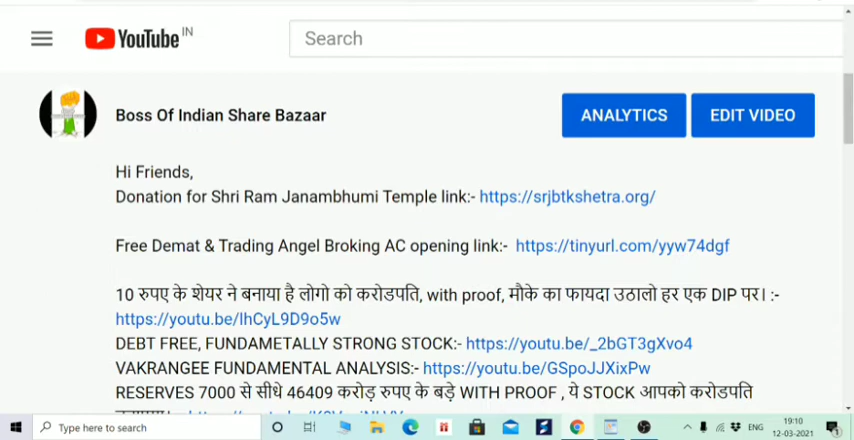 YouTube IN
Search
Boss Of Indian Share Bazaar
ANALYTICS
EDIT VIDEO
Hi Friends,
Donation for Shri Ram Janambhumi Temple link:- https://srjbtkshetra.org/
Free Demat & Trading Angel Broking AC opening link:- https://tinyurl.com/yyw74dgf
10 रुपए के शेयर ने बनाया है लोगो को करोडपति, with proof, मौके का फायदा उठालो हर एक DIP पर। :-
https://youtu.be/lhCyL9D9o5w
DEBT FREE, FUNDAMETALLY STRONG STOCK:- https://youtu.be/_2bGT3gXvo4
VAKRANGEE FUNDAMENTAL ANALYSIS:- https://youtu.be/GSpoJJXixPw
RESERVES 7000 से सीधे 46409 करोड़ रुपए के बड़े WITH PROOF , ये STOCK आपको करोडपति
Type here to search
ENG
19:10
12-03-2021